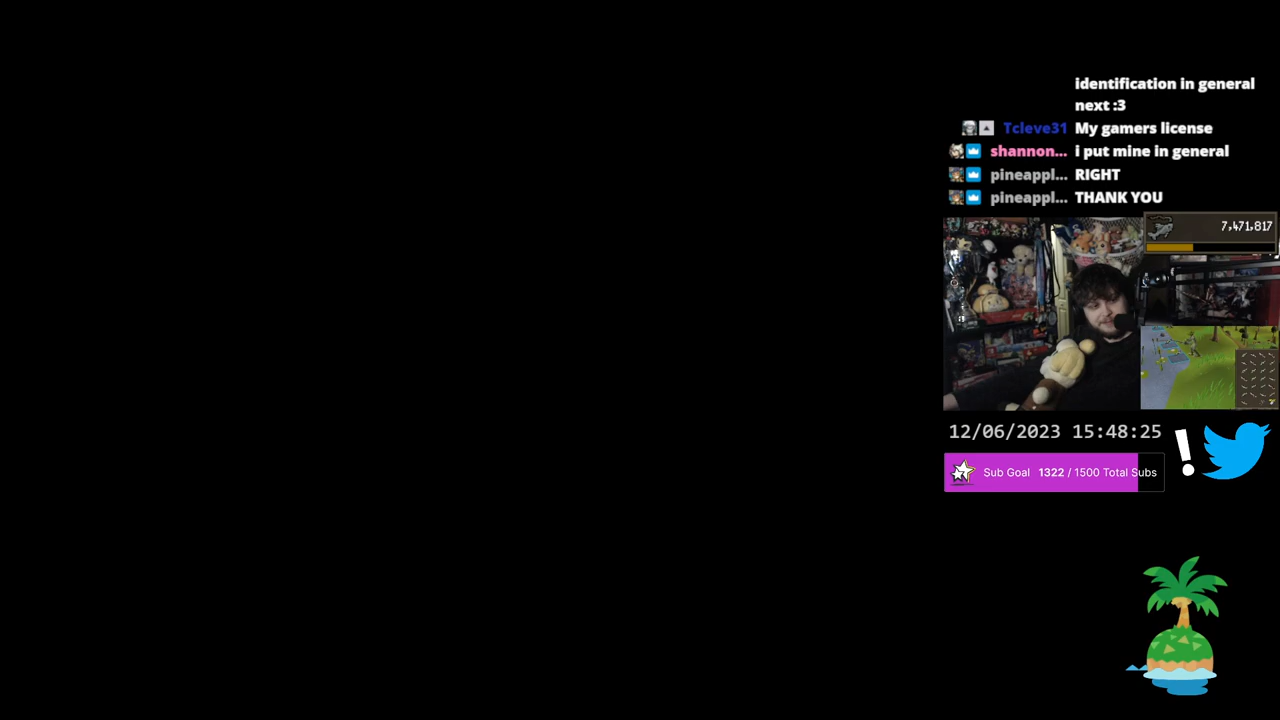 identification in general
next :3
Tcleve31 My gamers license
shannon... i put mine in general
pineappl... RIGHT
pineappl... THANK YOU
7,471,817
12/06/2023 15:48:25
!
Sub Goal 1322 / 1500 Total Subs